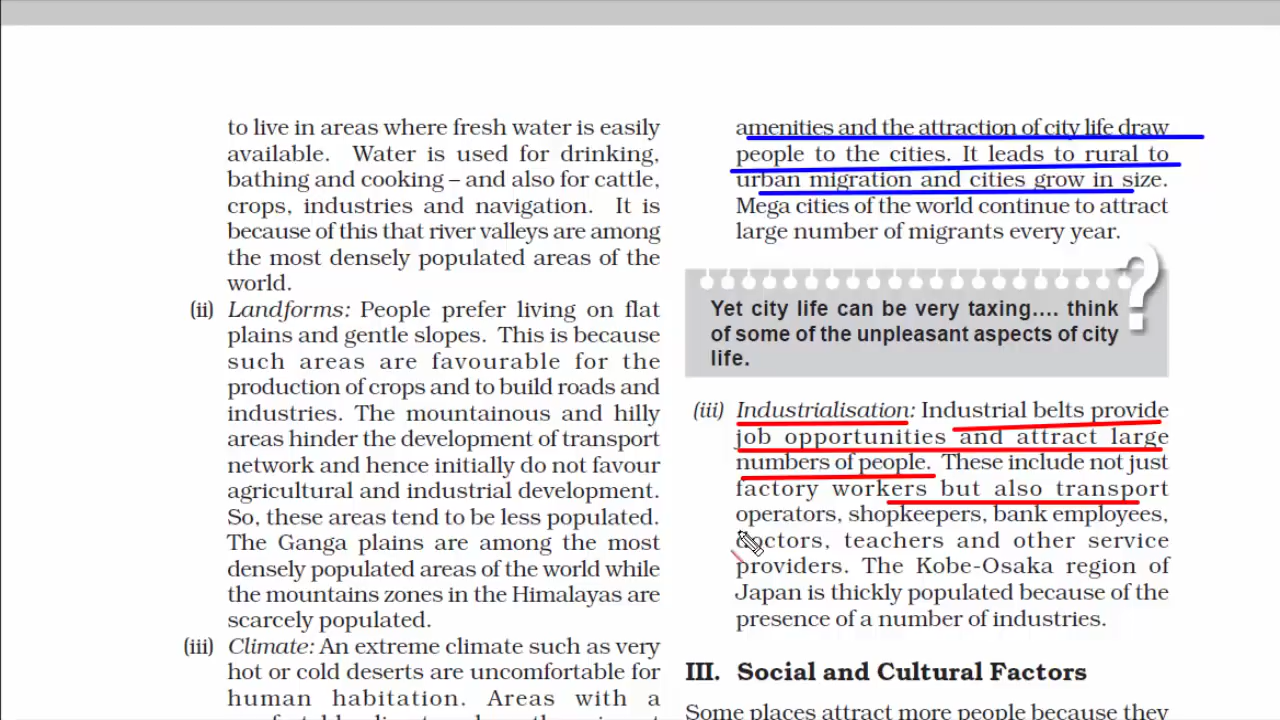 to live in areas where fresh water is easily
available. Water is used for drinking,
bathing and cooking – and also for cattle,
crops, industries and navigation. It is
because of this that river valleys are among
the most densely populated areas of the
world.
(ii) Landforms: People prefer living on flat
plains and gentle slopes. This is because
such areas are favourable for the
production of crops and to build roads and
industries. The mountainous and hilly
areas hinder the development of transport
network and hence initially do not favour
agricultural and industrial development.
So, these areas tend to be less populated.
The Ganga plains are among the most
densely populated areas of the world while
the mountains zones in the Himalayas are
scarcely populated.
(iii) Climate: An extreme climate such as very
hot or cold deserts are uncomfortable for
human habitation. Areas with a
amenities and the attraction of city life draw
people to the cities. It leads to rural to
urban migration and cities grow in size.
Mega cities of the world continue to attract
large number of migrants every year.
?
Yet city life can be very taxing.... think
of some of the unpleasant aspects of city
life.
(iii) Industrialisation: Industrial belts provide
job opportunities and attract large
numbers of people. These include not just
factory workers but also transport
operators, shopkeepers, bank employees,
doctors, teachers and other service
providers. The Kobe-Osaka region of
Japan is thickly populated because of the
presence of a number of industries.
III. Social and Cultural Factors
Some places attract more people because they